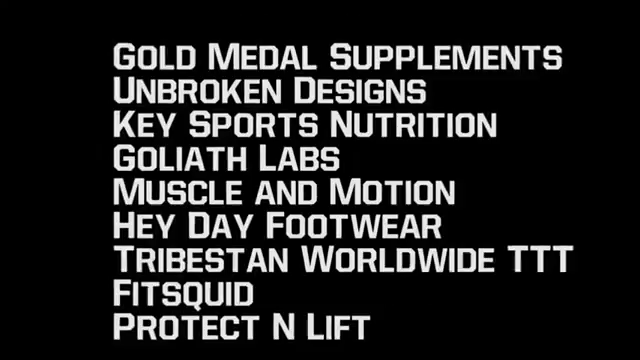 Gold Medal Supplements
Unbroken Designs
Key Sports Nutrition
Goliath Labs
Muscle and Motion
Hey Day Footwear
Tribestan Worldwide TTT
Fitsquid
Protect N Lift